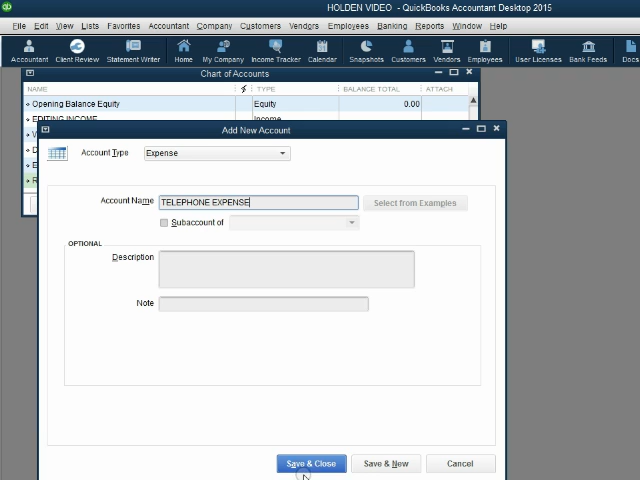 HOLDEN VIDEO - QuickBooks Accountant Desktop 2015
File Edit View Lists Favorites Accountant Company Customers Vendors Employees Banking Reports Window Help
Accountant Client Review Statement Writer Home My Company Income Tracker Calendar Snapshots Customers Vendors Employees User Licenses Bank Feeds Docs
Chart of Accounts
NAME TYPE BALANCE TOTAL ATTACH
Opening Balance Equity Equity 0.00
EDITING INCOME Income
Add New Account
Account Type Expense
Account Name TELEPHONE EXPENSE Select from Examples
Subaccount of
OPTIONAL
Description
Note
Save & Close Save & New Cancel